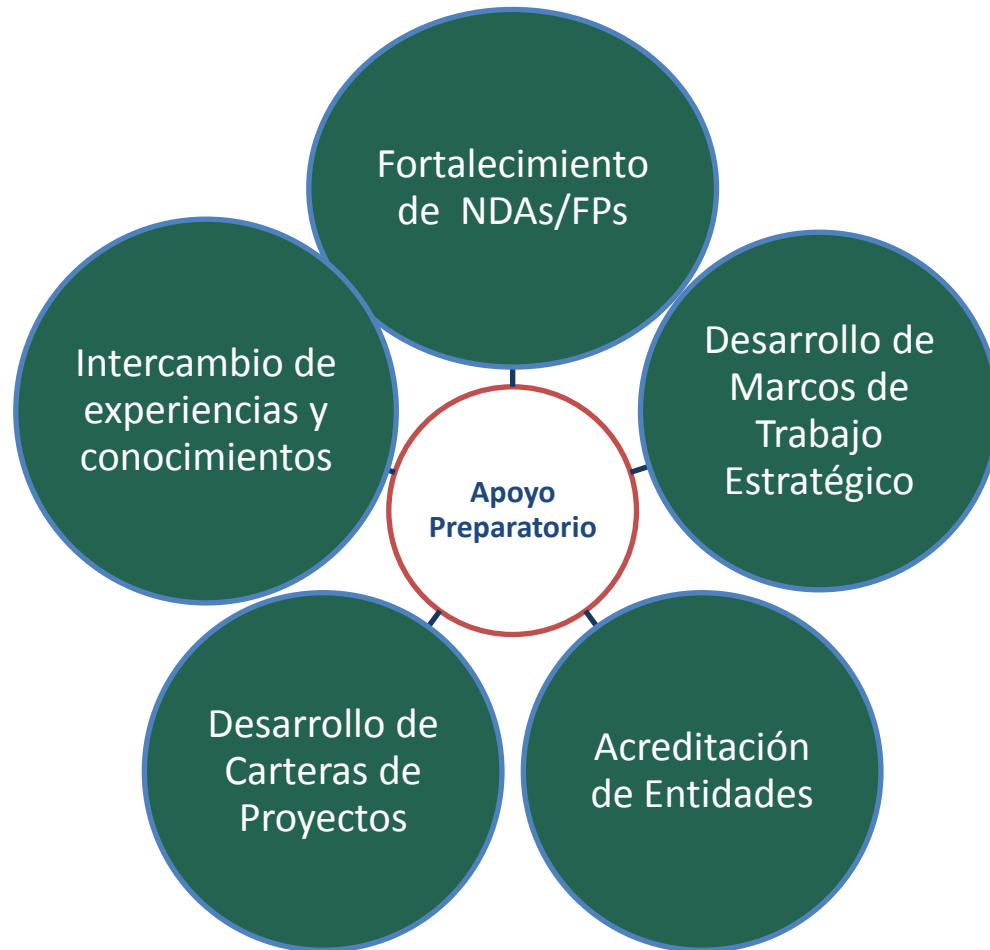 Fortalecimiento
de NDAs/FPs
Desarrollo de
Marcos de
Trabajo
Estratégico
Acreditación
de Entidades
Desarrollo de
Carteras de
Proyectos
Intercambio de
experiencias y
conocimientos
Apoyo
Preparatorio